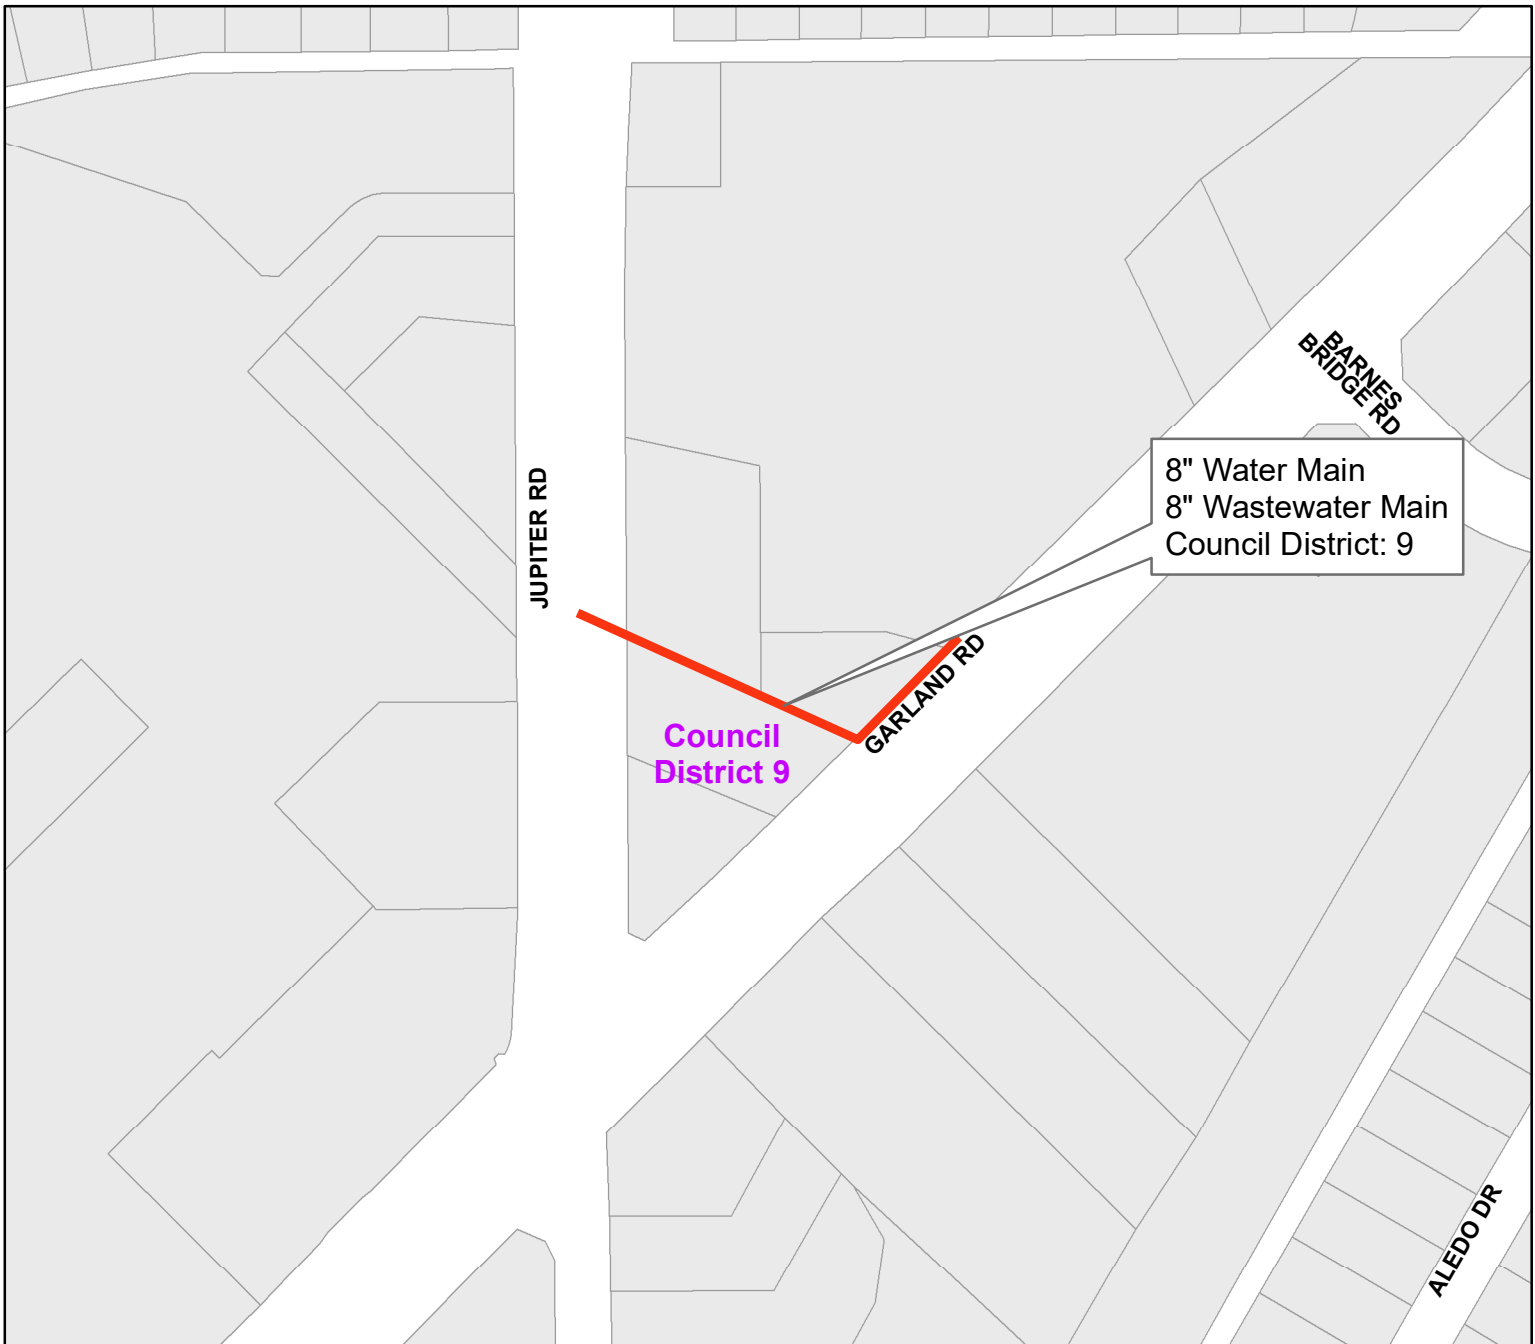 BARNES
BRIDGE RD
8" Water Main
8" Wastewater Main
Council District: 9
JUPITER RD
GARLAND RD
Council
District 9
ALEDO DR